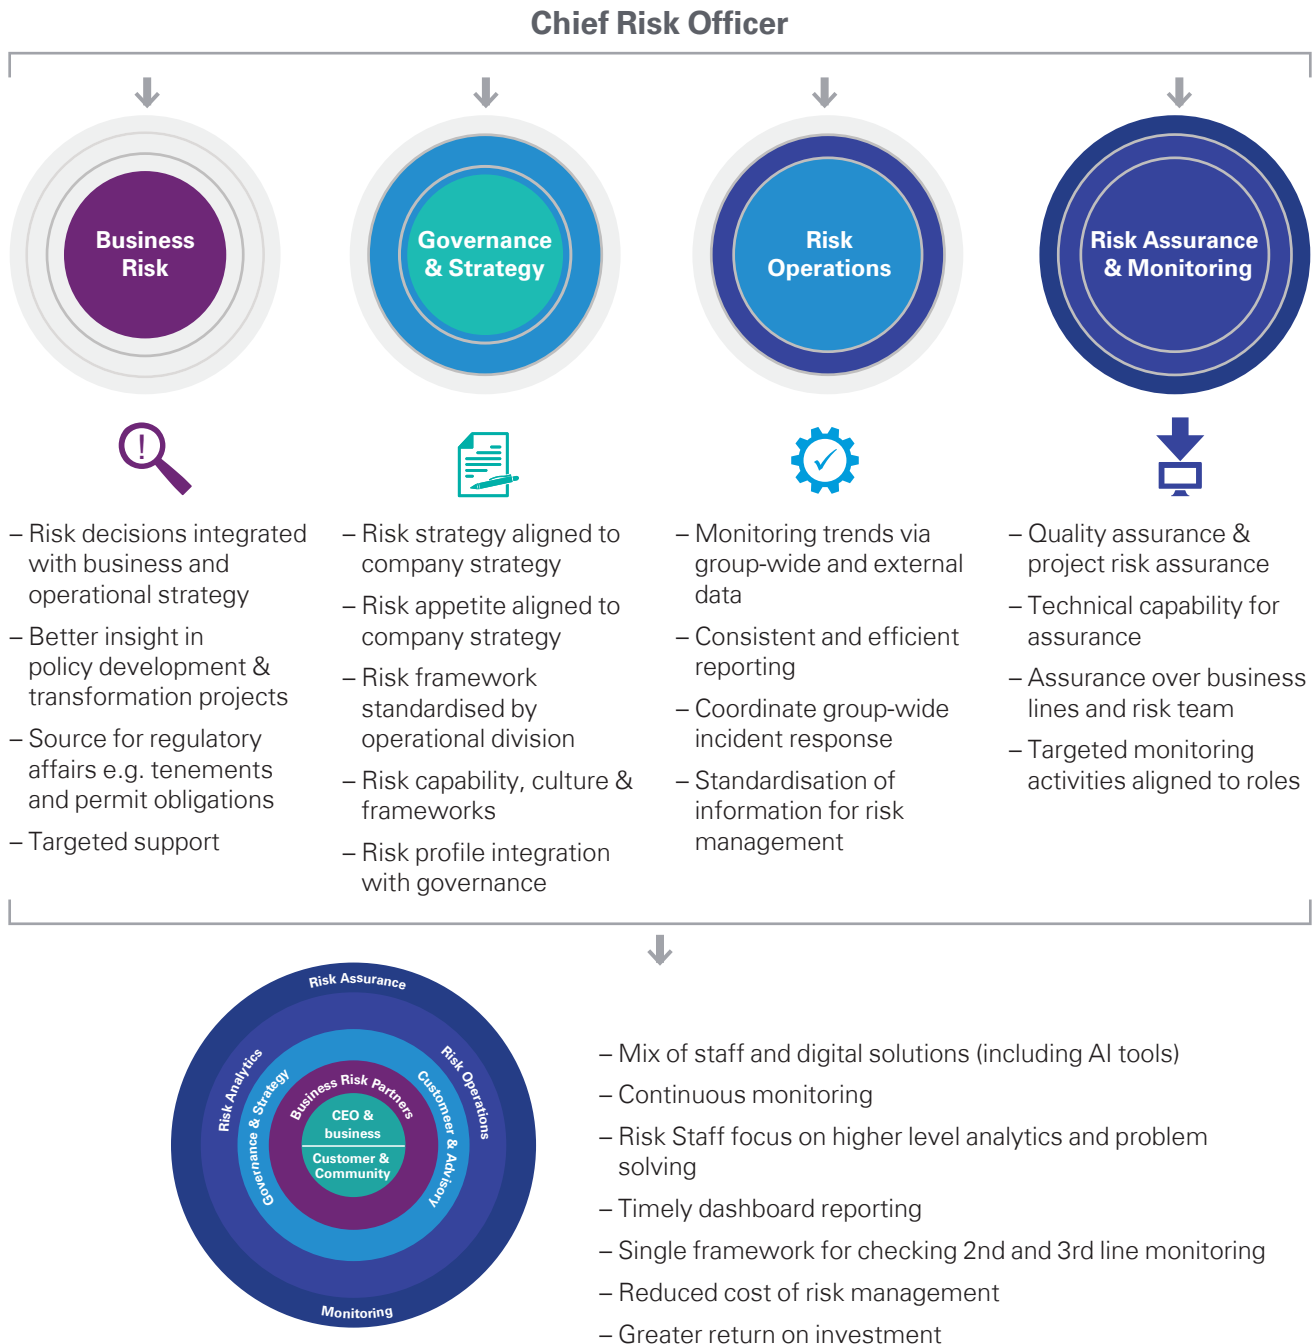 Chief Risk Officer
Business
Risk
Governance
& Strategy
Risk
Operations
Risk Assurance
& Monitoring
!
– Risk decisions integrated
with business and
operational strategy
– Better insight in
policy development &
transformation projects
– Source for regulatory
affairs e.g. tenements
and permit obligations
– Targeted support
– Risk strategy aligned to
company strategy
– Risk appetite aligned to
company strategy
– Risk framework
standardised by
operational division
– Risk capability, culture &
frameworks
– Risk profile integration
with governance
– Monitoring trends via
group-wide and external
data
– Consistent and efficient
reporting
– Coordinate group-wide
incident response
– Standardisation of
information for risk
management
– Quality assurance &
project risk assurance
– Technical capability for
assurance
– Assurance over business
lines and risk team
– Targeted monitoring
activities aligned to roles
Risk Assurance
Risk Analytics
Risk Operations
Governance & Strategy
Customeer & Advisory
Business Risk Partners
CEO &
business
Customer &
Community
Monitoring
– Mix of staff and digital solutions (including AI tools)
– Continuous monitoring
– Risk Staff focus on higher level analytics and problem
solving
– Timely dashboard reporting
– Single framework for checking 2nd and 3rd line monitoring
– Reduced cost of risk management
– Greater return on investment